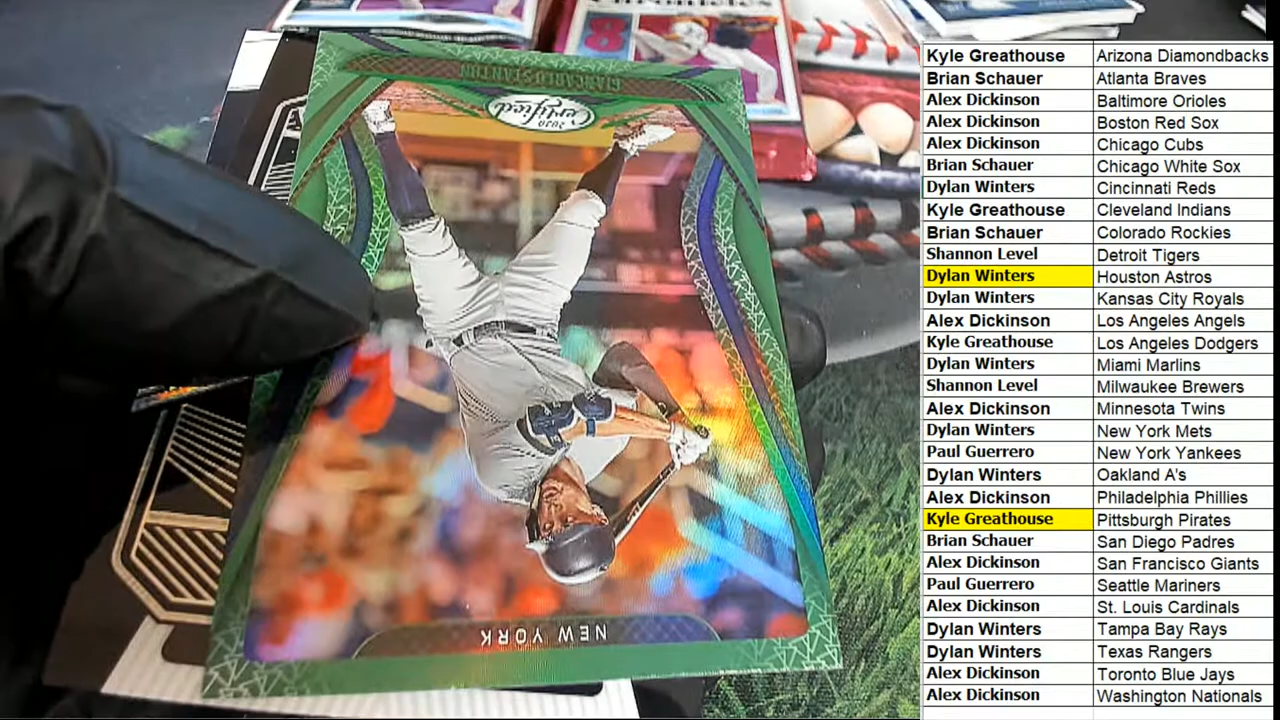 Chronicles
8
GIANCARLO STANTON
2020
Certified
NEW YORK
Kyle Greathouse Arizona Diamondbacks
Brian Schauer Atlanta Braves
Alex Dickinson Baltimore Orioles
Alex Dickinson Boston Red Sox
Alex Dickinson Chicago Cubs
Brian Schauer Chicago White Sox
Dylan Winters Cincinnati Reds
Kyle Greathouse Cleveland Indians
Brian Schauer Colorado Rockies
Shannon Level Detroit Tigers
Dylan Winters Houston Astros
Dylan Winters Kansas City Royals
Alex Dickinson Los Angeles Angels
Kyle Greathouse Los Angeles Dodgers
Dylan Winters Miami Marlins
Shannon Level Milwaukee Brewers
Alex Dickinson Minnesota Twins
Dylan Winters New York Mets
Paul Guerrero New York Yankees
Dylan Winters Oakland A's
Alex Dickinson Philadelphia Phillies
Kyle Greathouse Pittsburgh Pirates
Brian Schauer San Diego Padres
Alex Dickinson San Francisco Giants
Paul Guerrero Seattle Mariners
Alex Dickinson St. Louis Cardinals
Dylan Winters Tampa Bay Rays
Dylan Winters Texas Rangers
Alex Dickinson Toronto Blue Jays
Alex Dickinson Washington Nationals